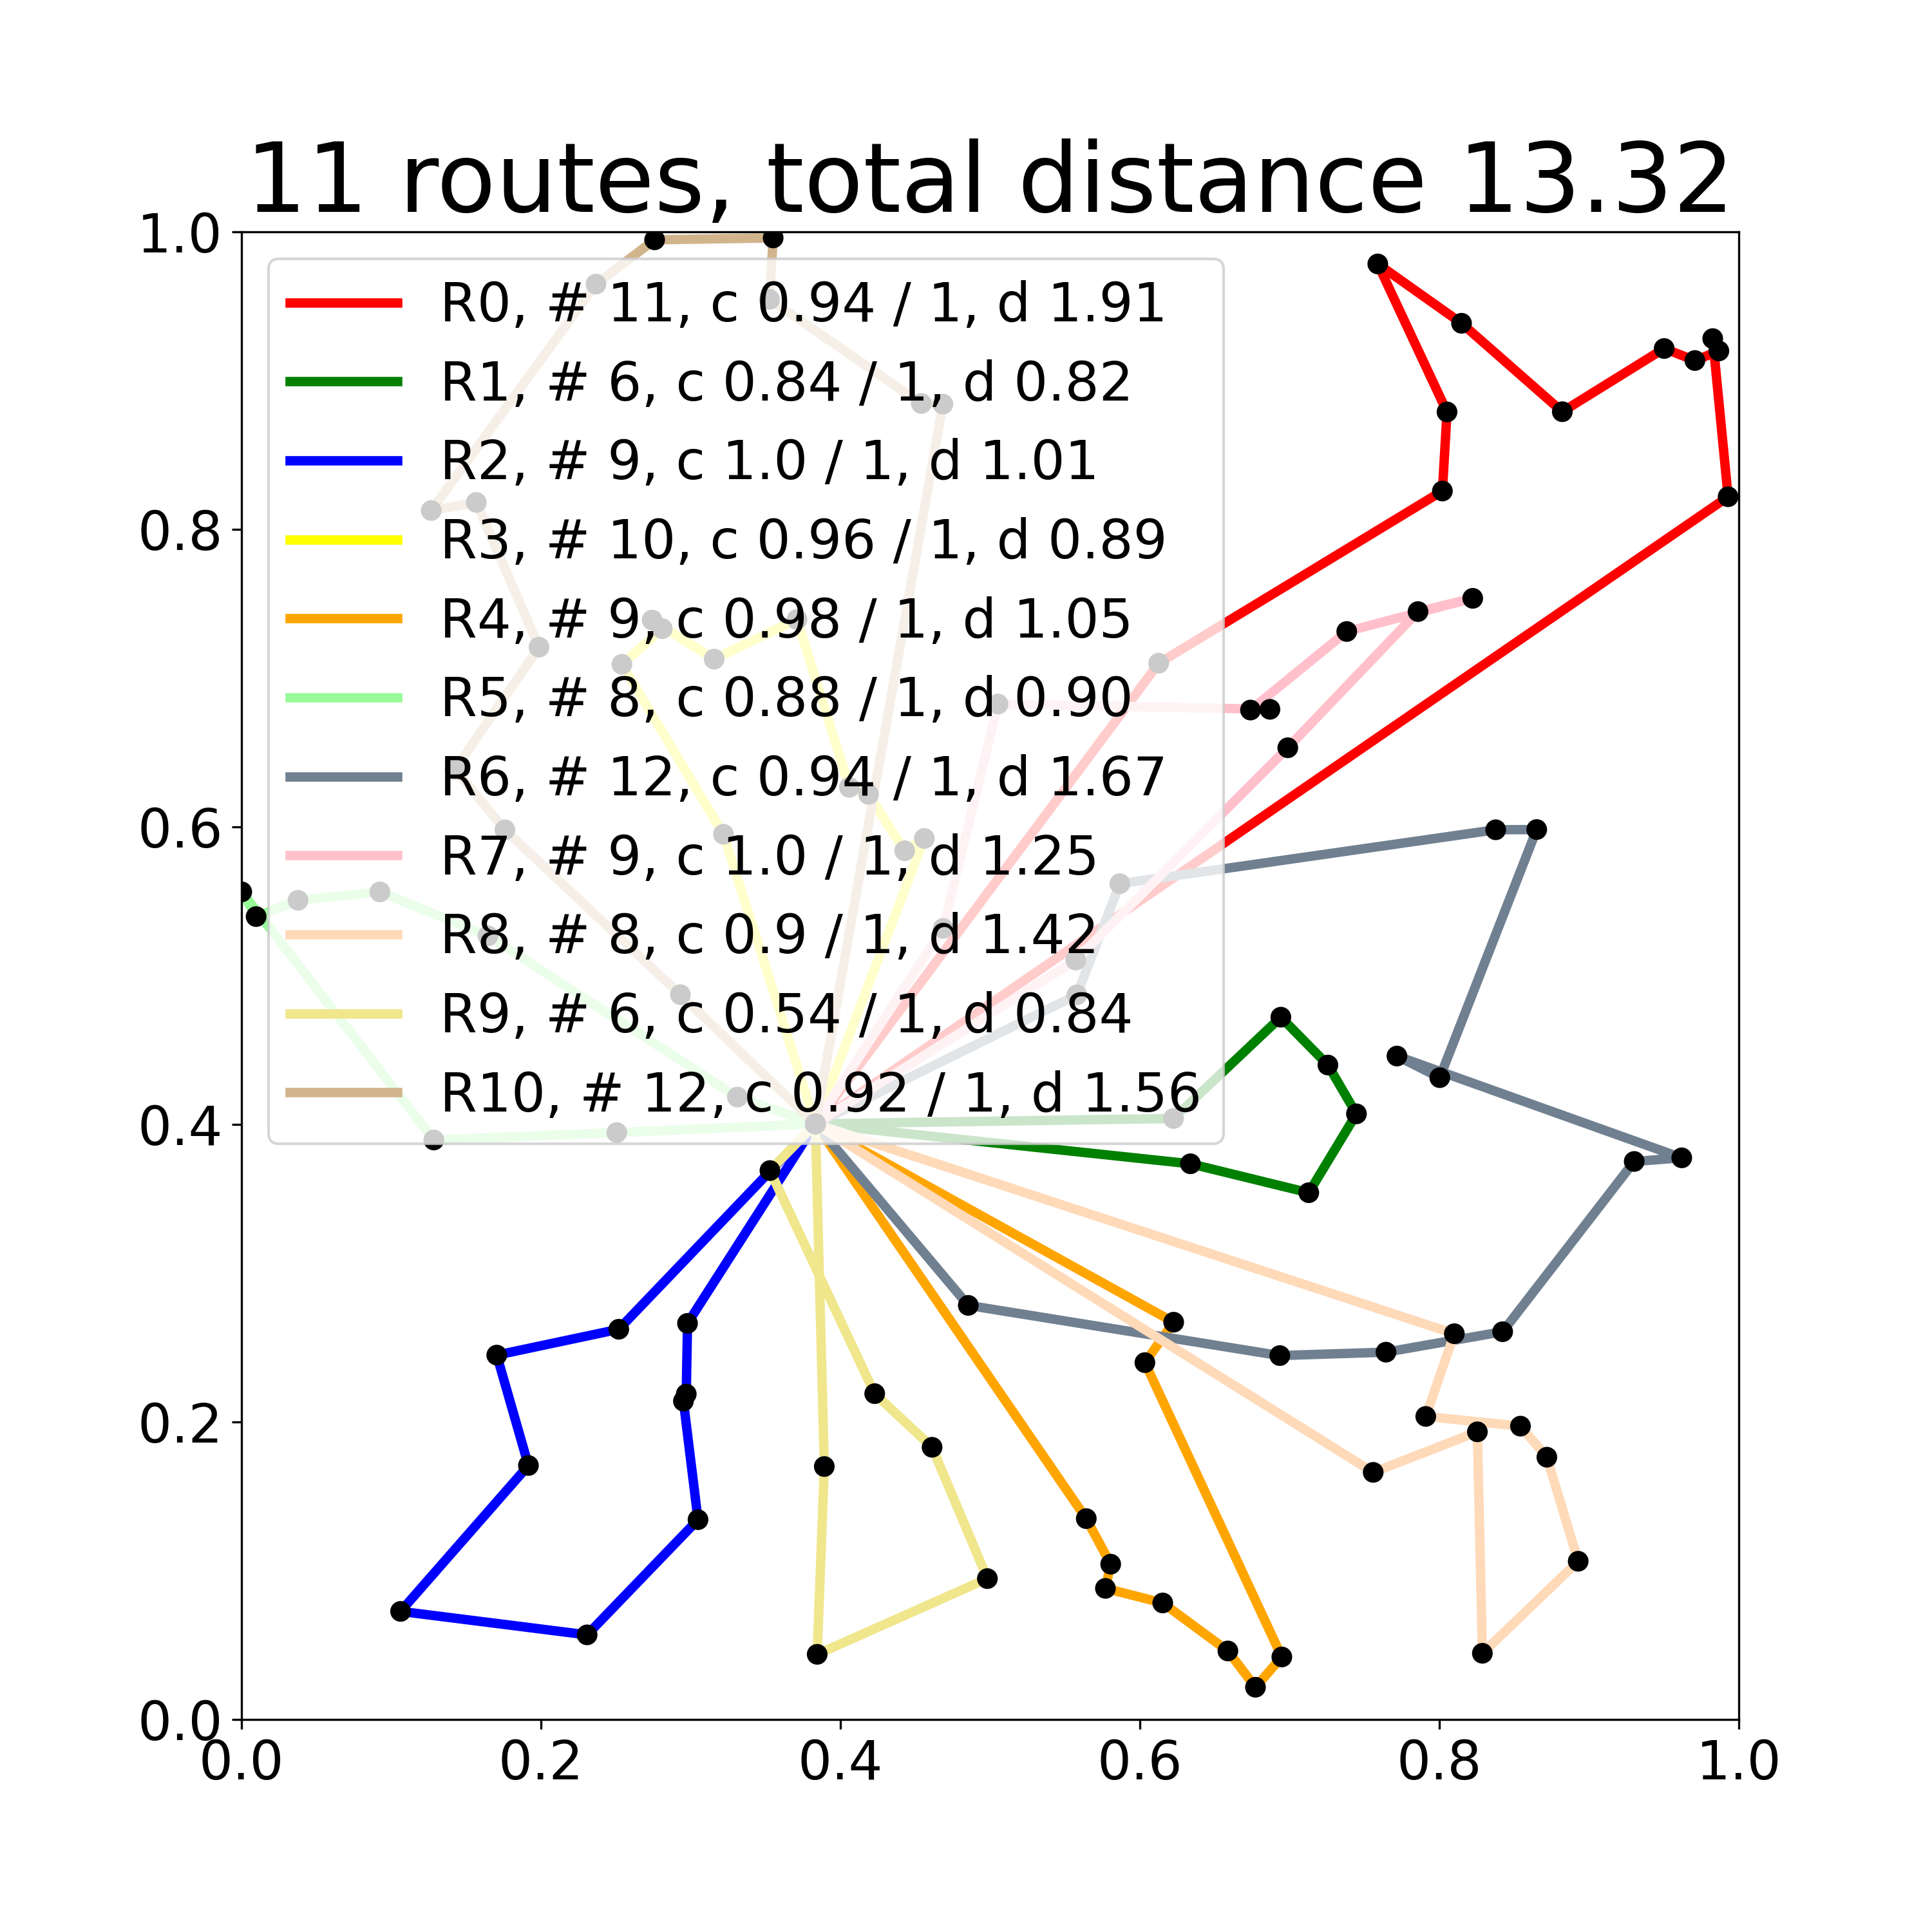 11 routes, total distance 13.32
1.0
0.8
0.6
0.4
0.2
0.0
R0, # 11, c 0.94 / 1, d 1.91
R1, # 6, c 0.84 / 1, d 0.82
R2, # 9, c 1.0 / 1, d 1.01
R3, # 10, c 0.96 / 1, d 0.89
R4, # 9, c 0.98 / 1, d 1.05
R5, # 8, c 0.88 / 1, d 0.90
R6, # 12, c 0.94 / 1, d 1.67
R7, # 9, c 1.0 / 1, d 1.25
R8, # 8, c 0.9 / 1, d 1.42
R9, # 6, c 0.54 / 1, d 0.84
R10, # 12, c 0.92 / 1, d 1.56
0.0 0.2 0.4 0.6 0.8 1.0